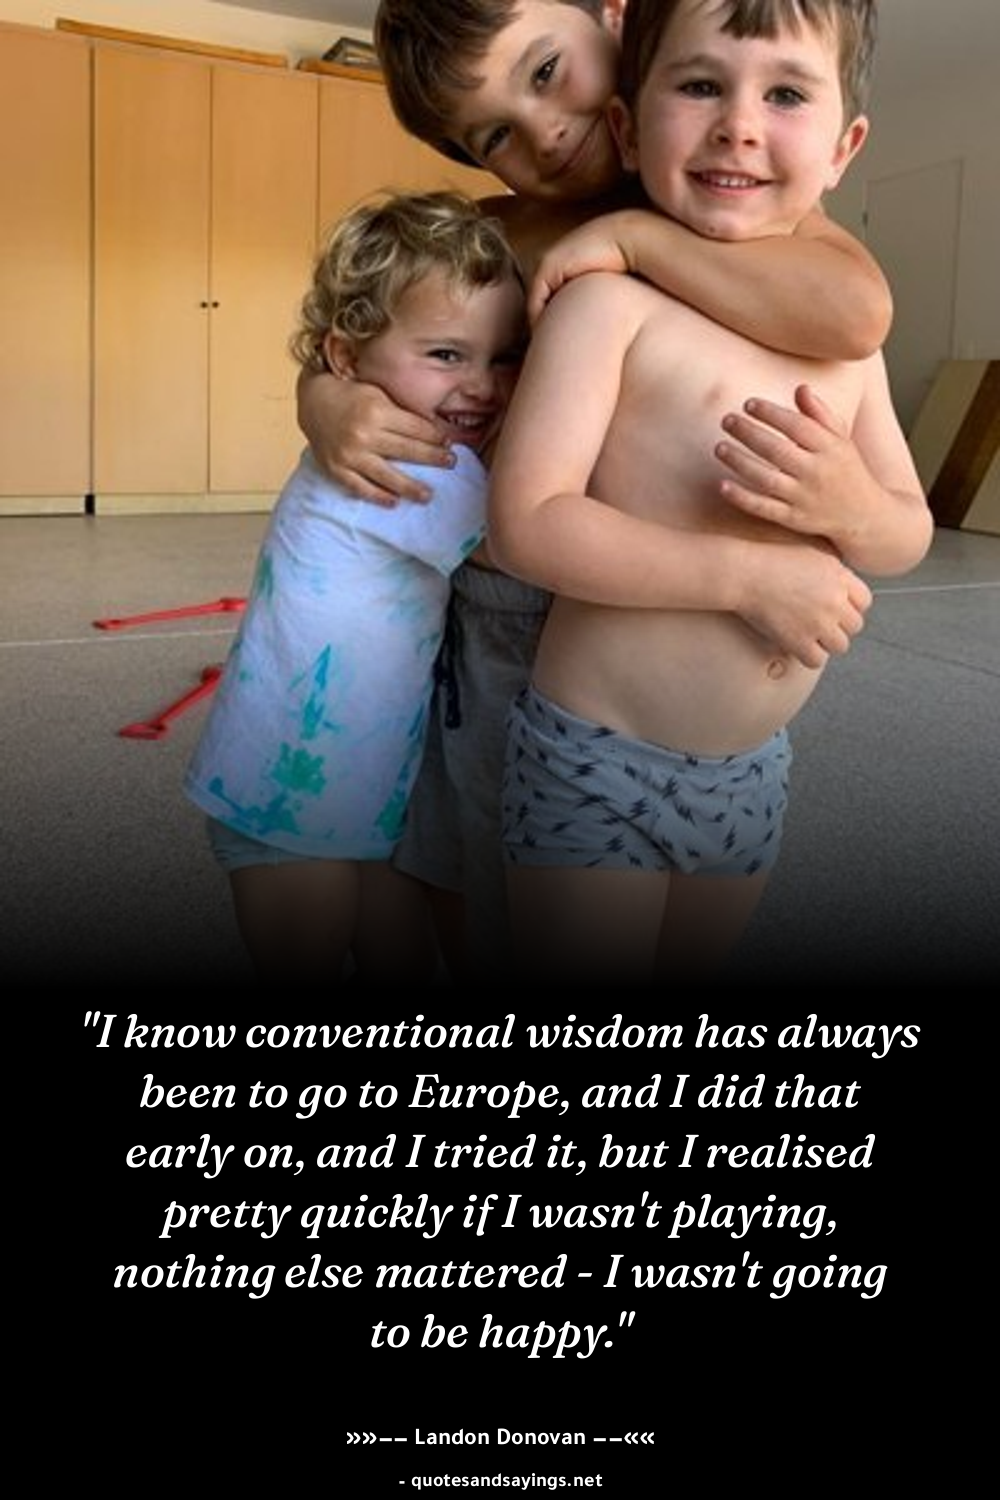 "I know conventional wisdom has always
been to go to Europe, and I did that
early on, and I tried it, but I realised
pretty quickly if I wasn't playing,
nothing else mattered - I wasn't going
to be happy."
»»−− Landon Donovan −−««
- quotesandsayings.net